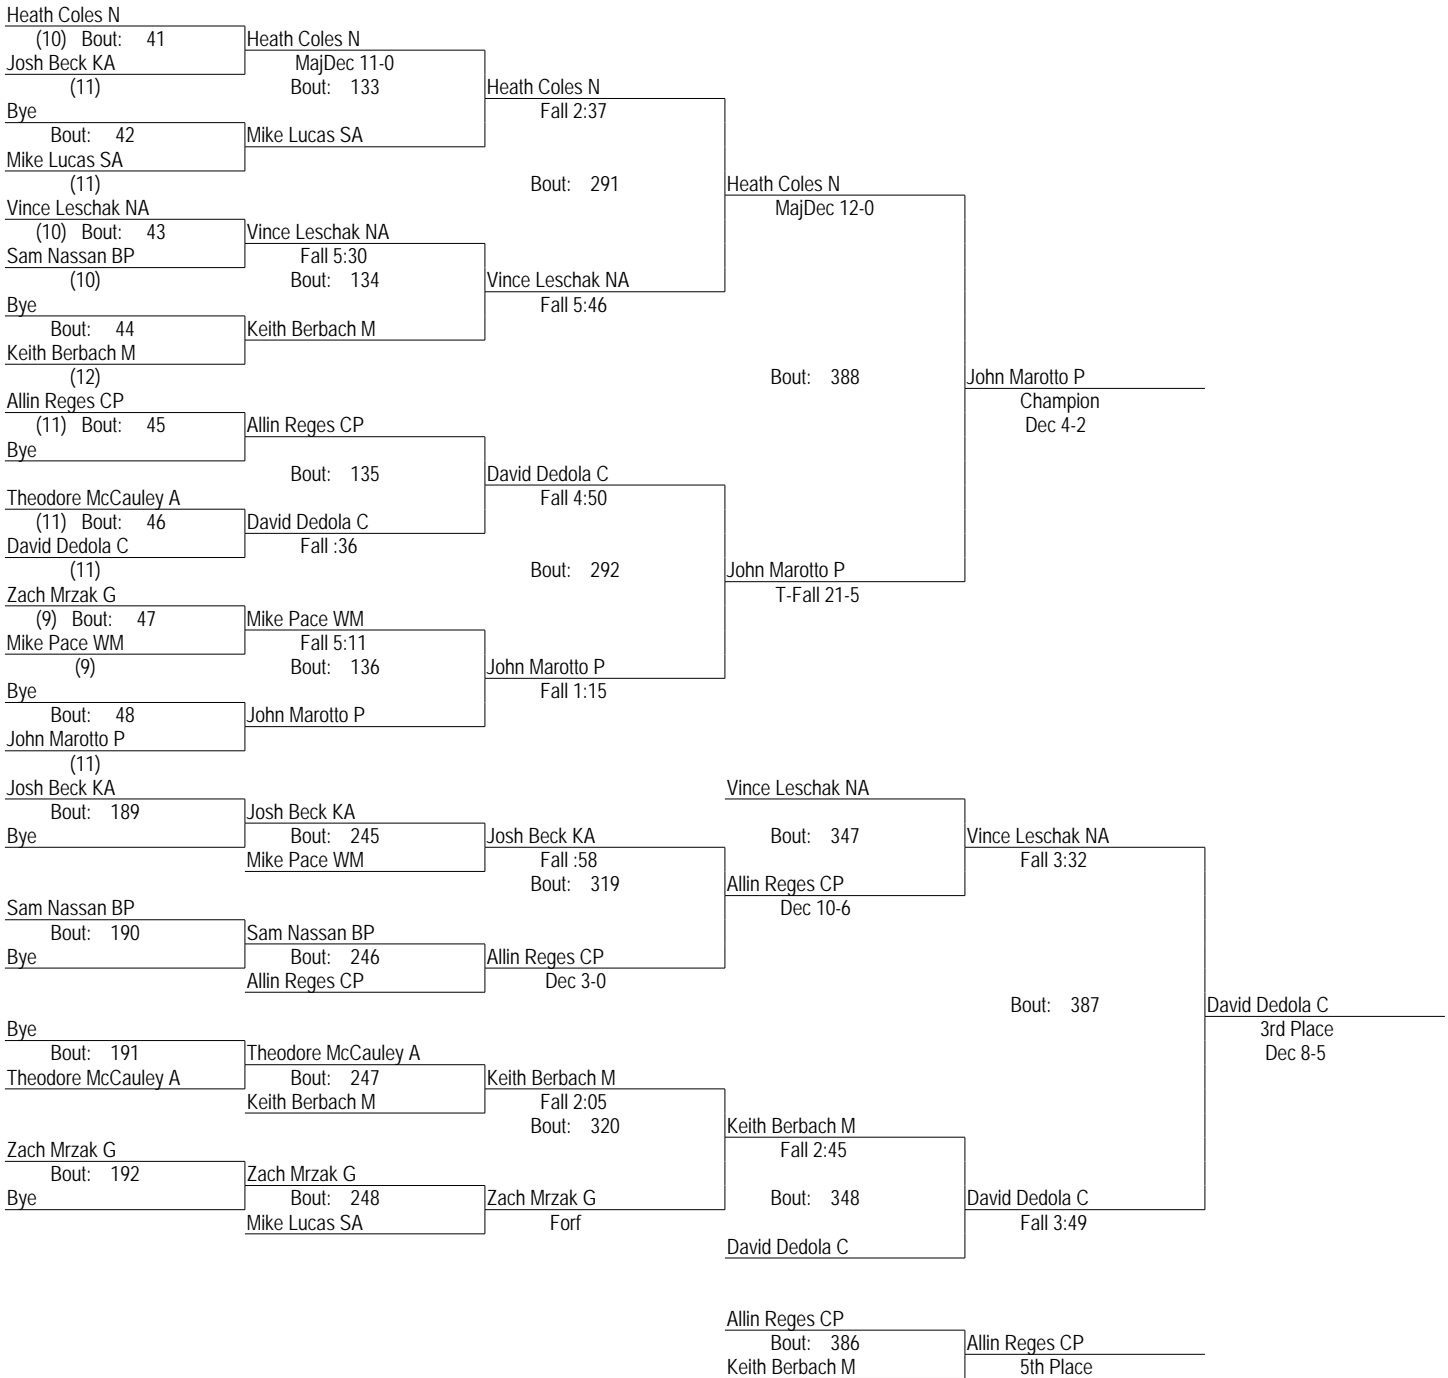 Heath Coles N
(10) Bout: 41 Heath Coles N
Josh Beck KA MajDec 11-0
(11) Bout: 133 Heath Coles N
Bye Fall 2:37
Bout: 42 Mike Lucas SA
Mike Lucas SA
(11) Bout: 291 Heath Coles N
Vince Leschak NA MajDec 12-0
(10) Bout: 43 Vince Leschak NA
Sam Nassan BP Fall 5:30
(10) Bout: 134 Vince Leschak NA
Bye Fall 5:46
Bout: 44 Keith Berbach M
Keith Berbach M
(12) Bout: 388 John Marotto P
Allin Reges CP Champion
(11) Bout: 45 Allin Reges CP Dec 4-2
Bye
Bout: 135 David Dedola C
Theodore McCauley A Fall 4:50
(11) Bout: 46 David Dedola C
David Dedola C Fall :36
(11) Bout: 292 John Marotto P
Zach Mrzak G T-Fall 21-5
(9) Bout: 47 Mike Pace WM
Mike Pace WM Fall 5:11
(9) Bout: 136 John Marotto P
Bye Fall 1:15
Bout: 48 John Marotto P
John Marotto P
(11)
Josh Beck KA Vince Leschak NA
Bout: 189 Josh Beck KA
Bye Bout: 245 Josh Beck KA Bout: 347 Vince Leschak NA
Mike Pace WM Fall :58 Fall 3:32
Bout: 319 Allin Reges CP
Sam Nassan BP Dec 10-6
Bout: 190 Sam Nassan BP
Bye Bout: 246 Allin Reges CP
Allin Reges CP Dec 3-0
Bout: 387 David Dedola C
Bye 3rd Place
Bout: 191 Theodore McCauley A Dec 8-5
Theodore McCauley A Bout: 247 Keith Berbach M
Keith Berbach M Fall 2:05
Bout: 320 Keith Berbach M
Zach Mrzak G Fall 2:45
Bout: 192 Zach Mrzak G
Bye Bout: 248 Zach Mrzak G Bout: 348 David Dedola C
Mike Lucas SA Forf Fall 3:49
David Dedola C
Allin Reges CP
Bout: 386 Allin Reges CP
Keith Berbach M 5th Place